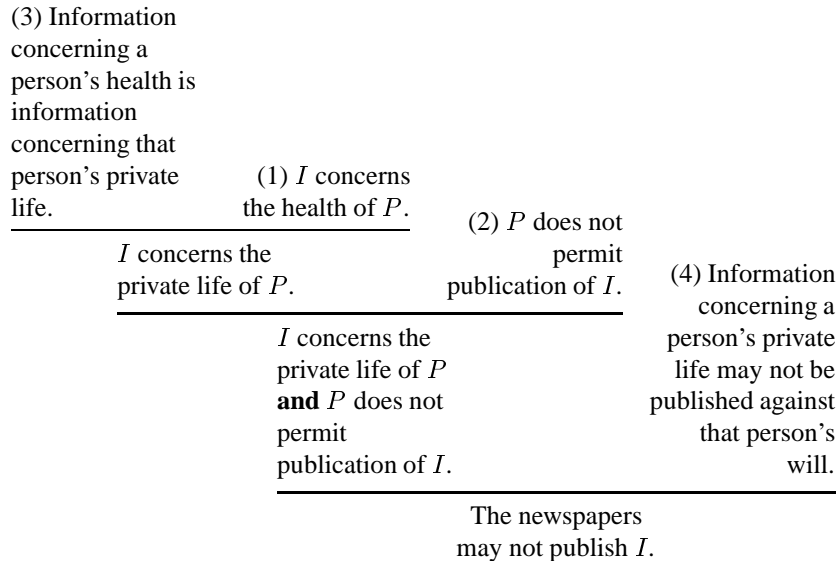 (3) Information
concerning a
person's health is
information
concerning that
person's private
life.
(1) I concerns
the health of P.
I concerns the
private life of P.
(2) P does not
permit
publication of I.
I concerns the
private life of P
and P does not
permit
publication of I.
(4) Information
concerning a
person's private
life may not be
published against
that person's
will.
The newspapers
may not publish I.